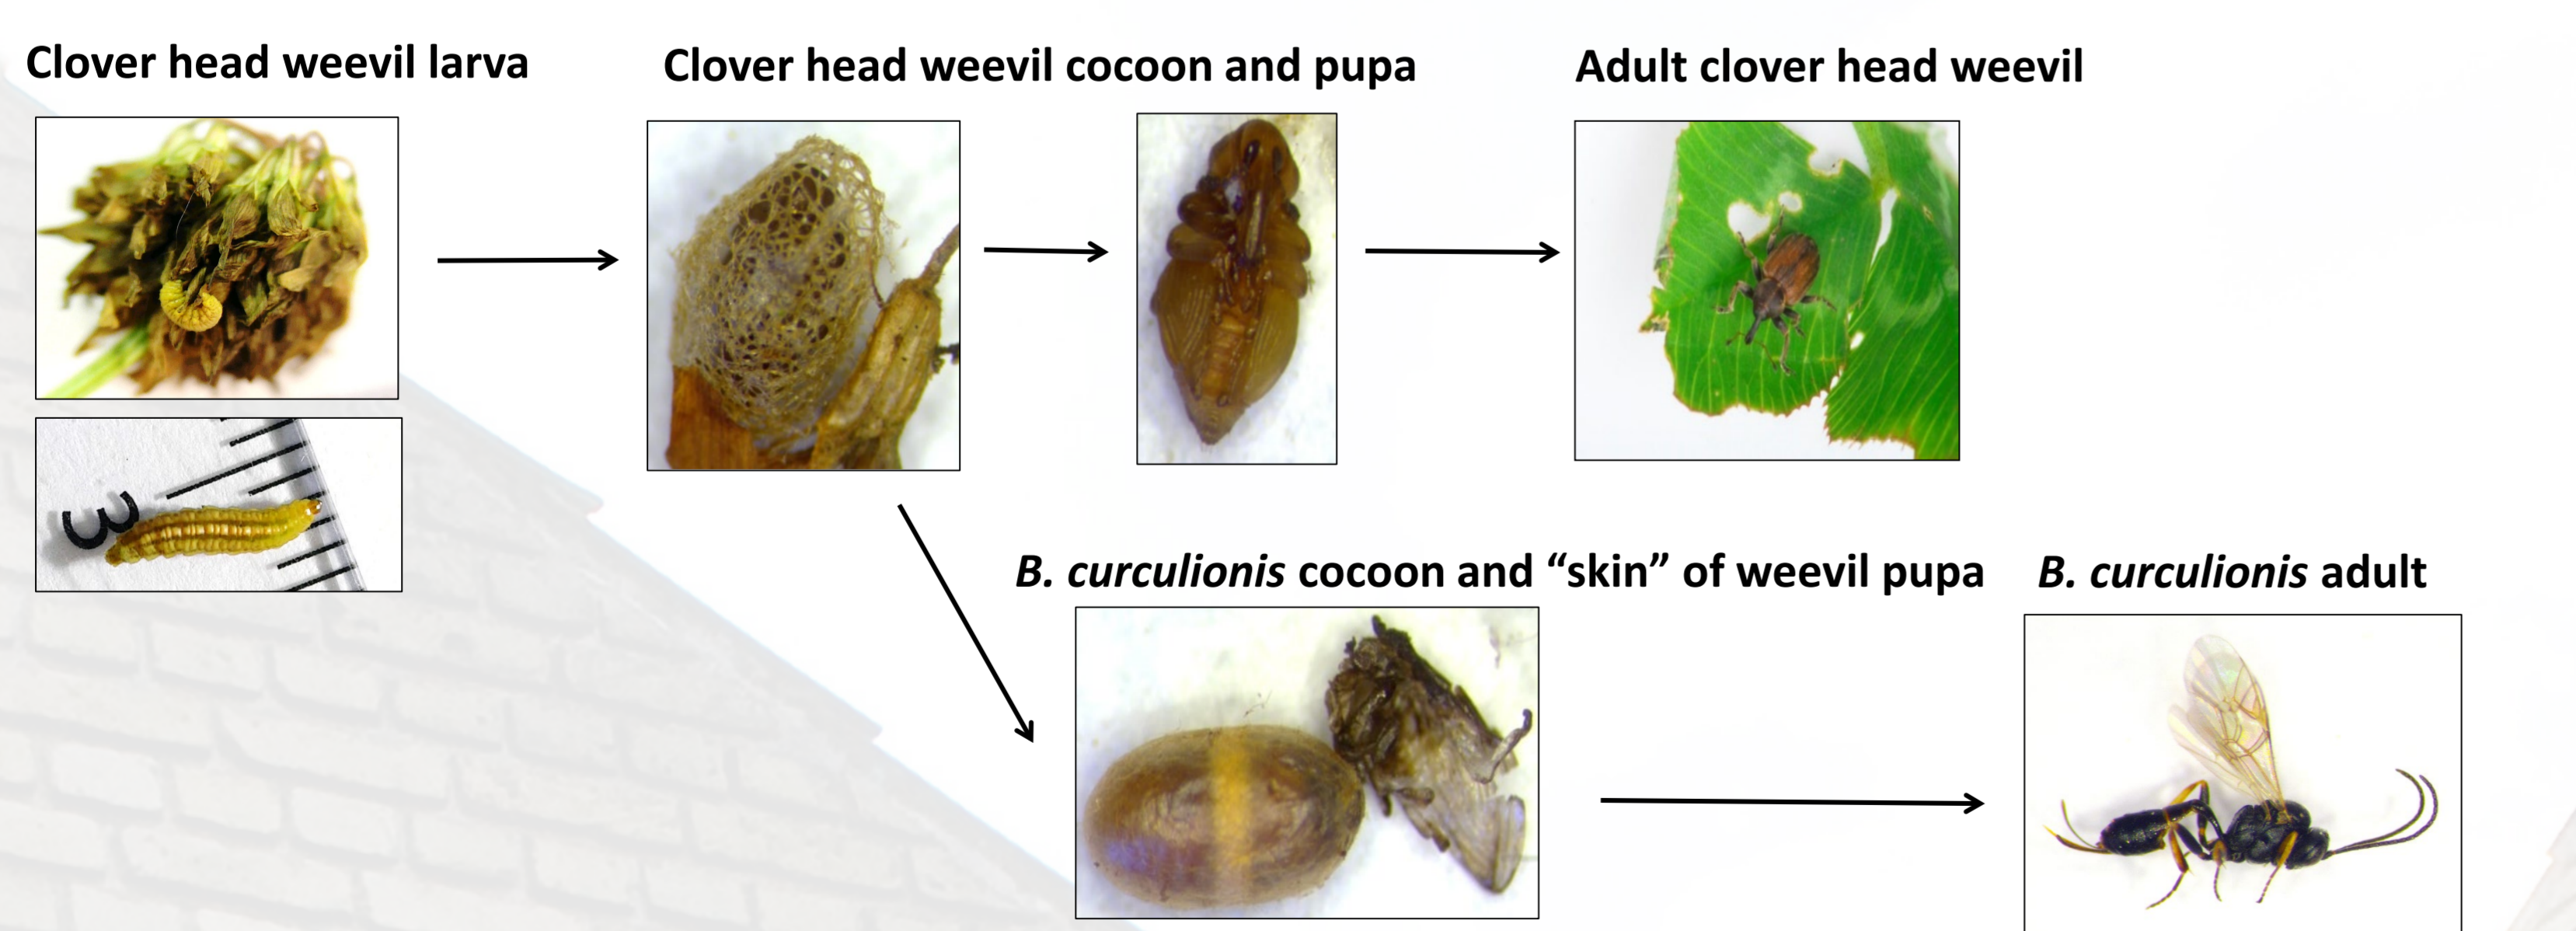 Clover head weevil larva
Clover head weevil cocoon and pupa
Adult clover head weevil
3
B. curculionis cocoon and “skin” of weevil pupa
B. curculionis adult